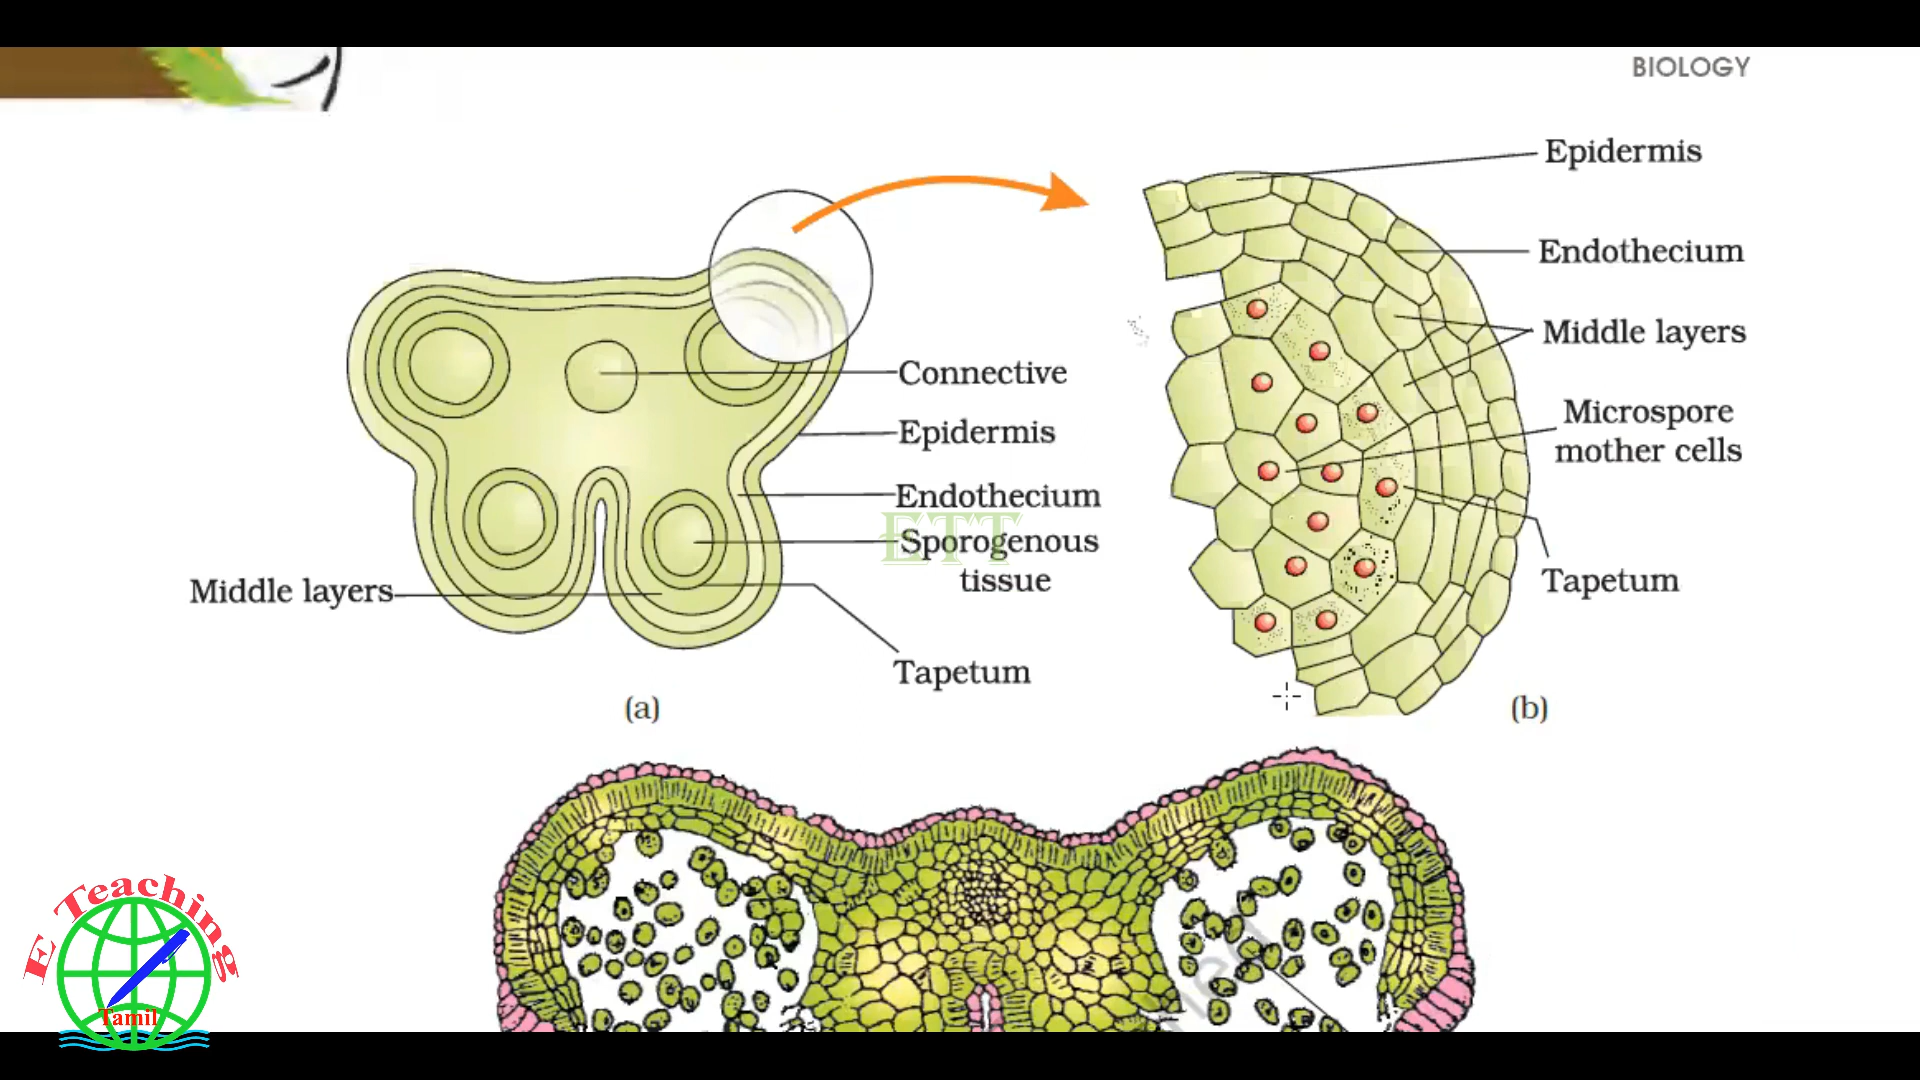 BIOLOGY
Epidermis
Endothecium
Middle layers
Microspore
mother cells
Tapetum
(b)
Connective
Epidermis
Endothecium
ETT
Sporogenous
tissue
Middle layers
Tapetum
(a)
E Teaching
Tamil